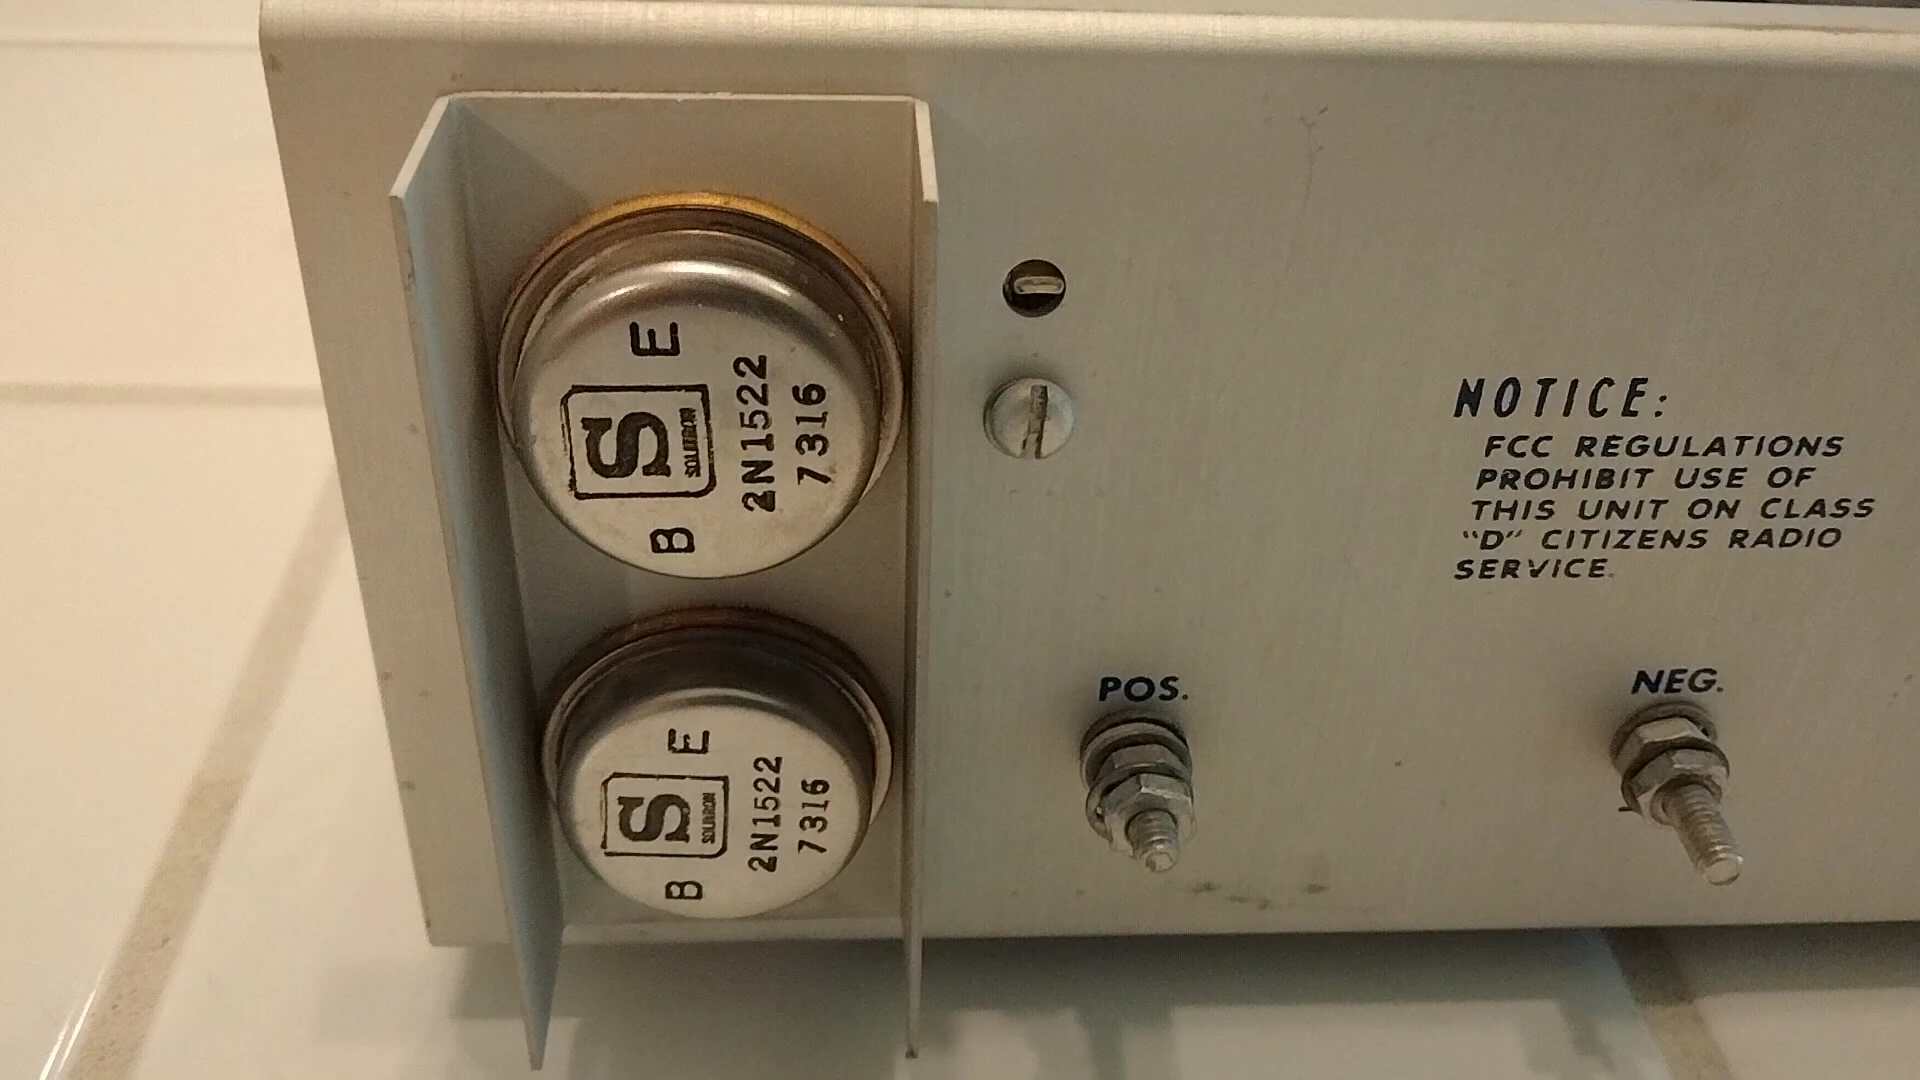 E
S
SOLITRON
B
2N1522
7316
E
S
SOLITRON
B
2N1522
7316
NOTICE:
FCC REGULATIONS
PROHIBIT USE OF
THIS UNIT ON CLASS
"D" CITIZENS RADIO
SERVICE.
POS.
NEG.